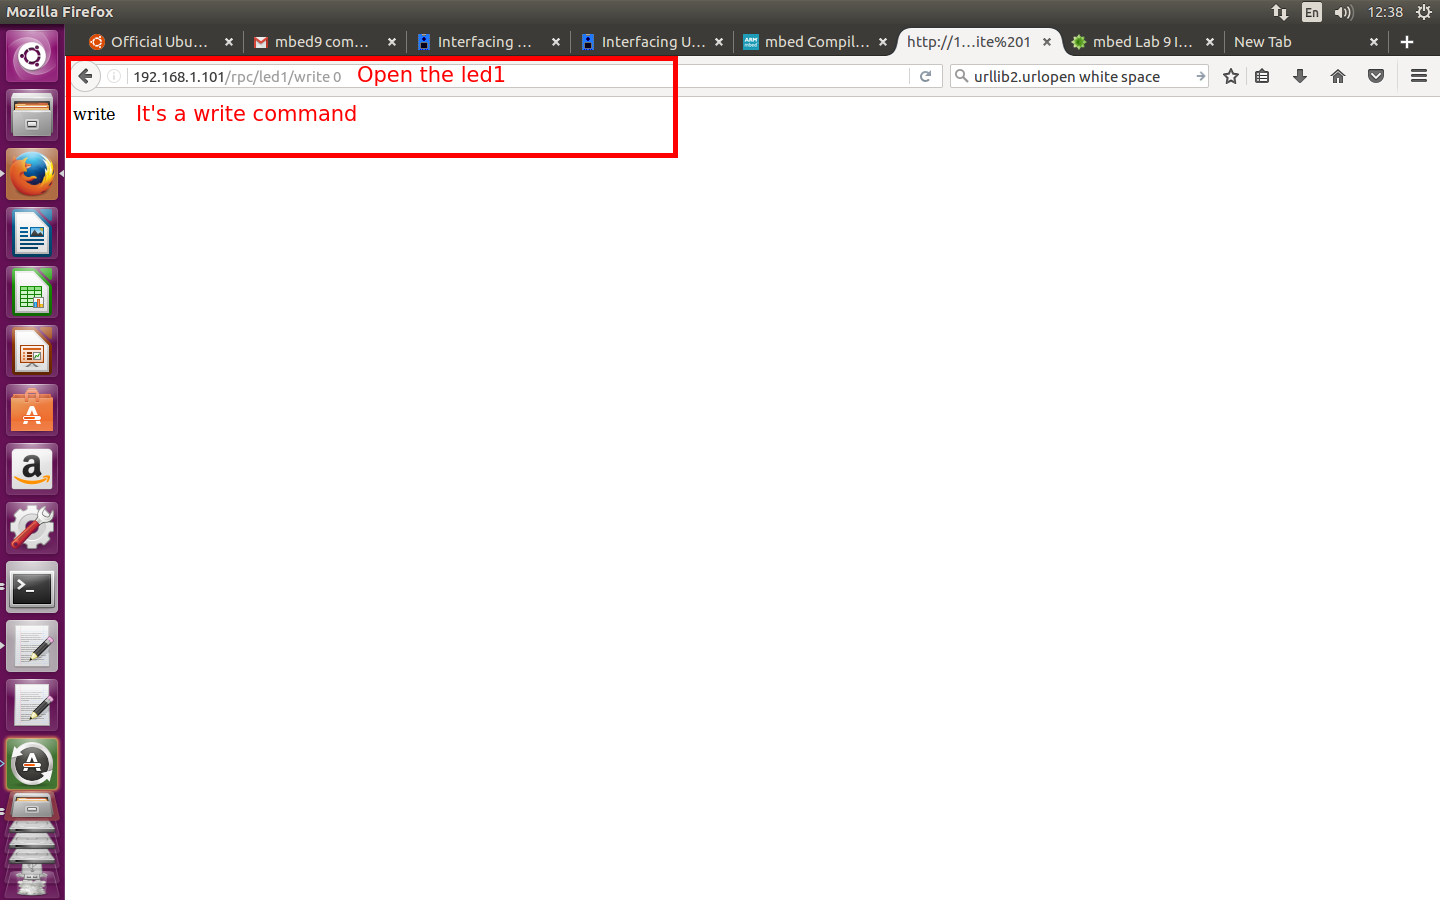 Mozilla Firefox En 12:38
Official Ubu... mbed9 com... Interfacing ... Interfacing U... mbed Compil... http://1...ite%201 mbed Lab 9 I... New Tab
192.168.1.101/rpc/led1/write 0 Open the led1 urllib2.urlopen white space
write It's a write command